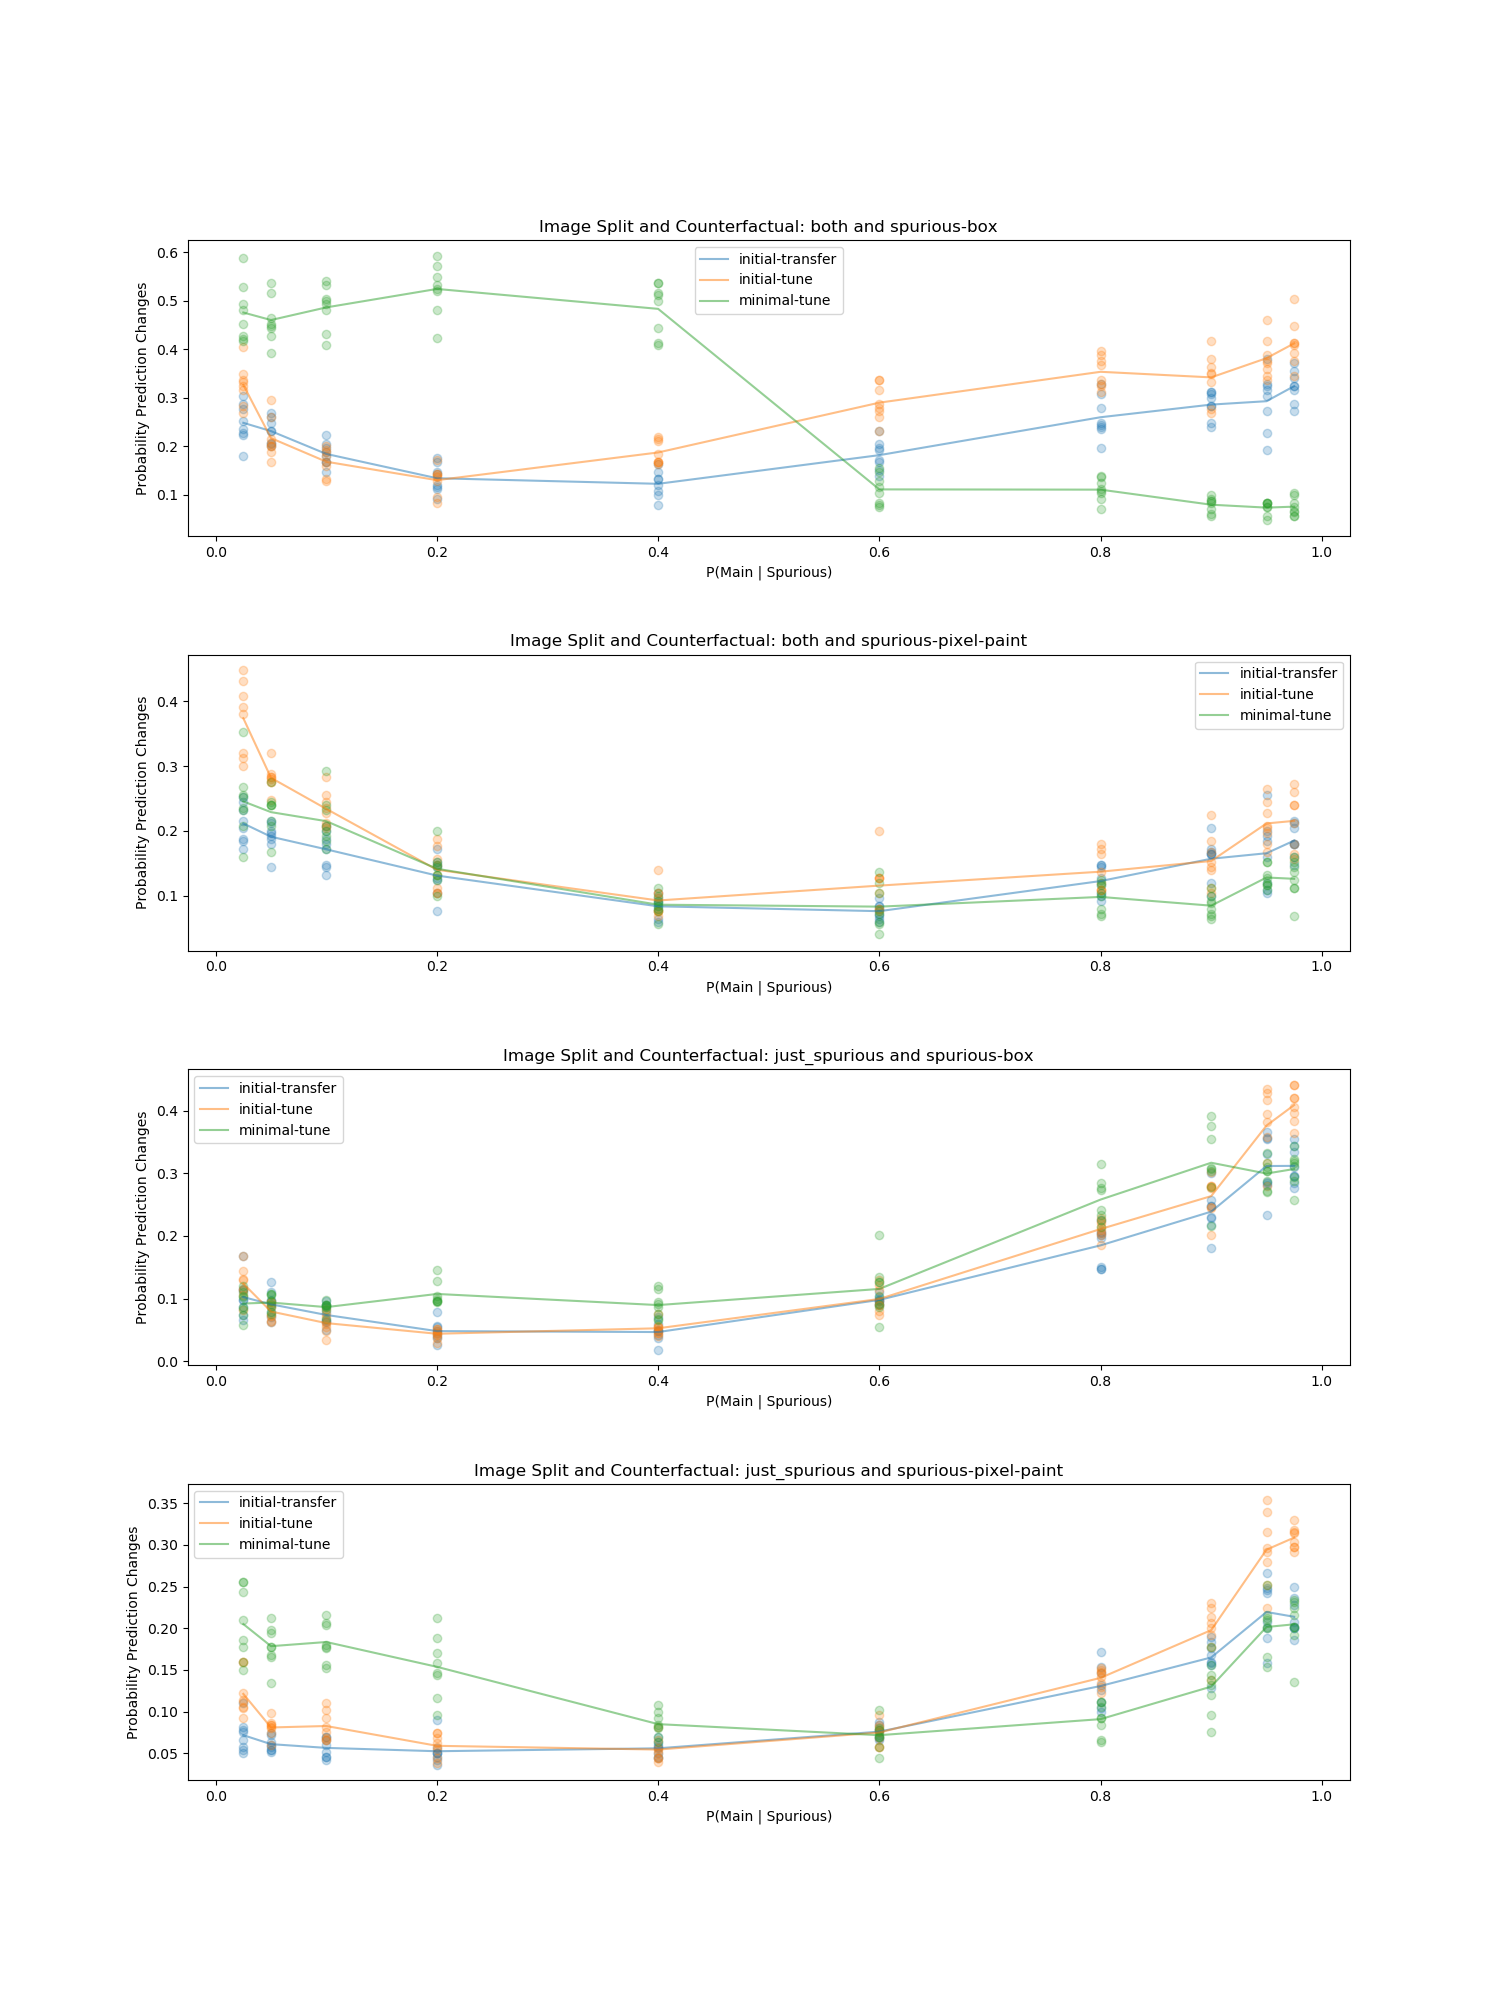 Image Split and Counterfactual: both and spurious-box
Probability Prediction Changes
0.6
0.5
0.4
0.3
0.2
0.1
initial-transfer
initial-tune
minimal-tune
0.0 0.2 0.4 0.6 0.8 1.0
P(Main | Spurious)
Image Split and Counterfactual: both and spurious-pixel-paint
Probability Prediction Changes
0.4
0.3
0.2
0.1
initial-transfer
initial-tune
minimal-tune
0.0 0.2 0.4 0.6 0.8 1.0
P(Main | Spurious)
Image Split and Counterfactual: just_spurious and spurious-box
Probability Prediction Changes
0.4
0.3
0.2
0.1
0.0
initial-transfer
initial-tune
minimal-tune
0.0 0.2 0.4 0.6 0.8 1.0
P(Main | Spurious)
Image Split and Counterfactual: just_spurious and spurious-pixel-paint
Probability Prediction Changes
0.35
0.30
0.25
0.20
0.15
0.10
0.05
initial-transfer
initial-tune
minimal-tune
0.0 0.2 0.4 0.6 0.8 1.0
P(Main | Spurious)